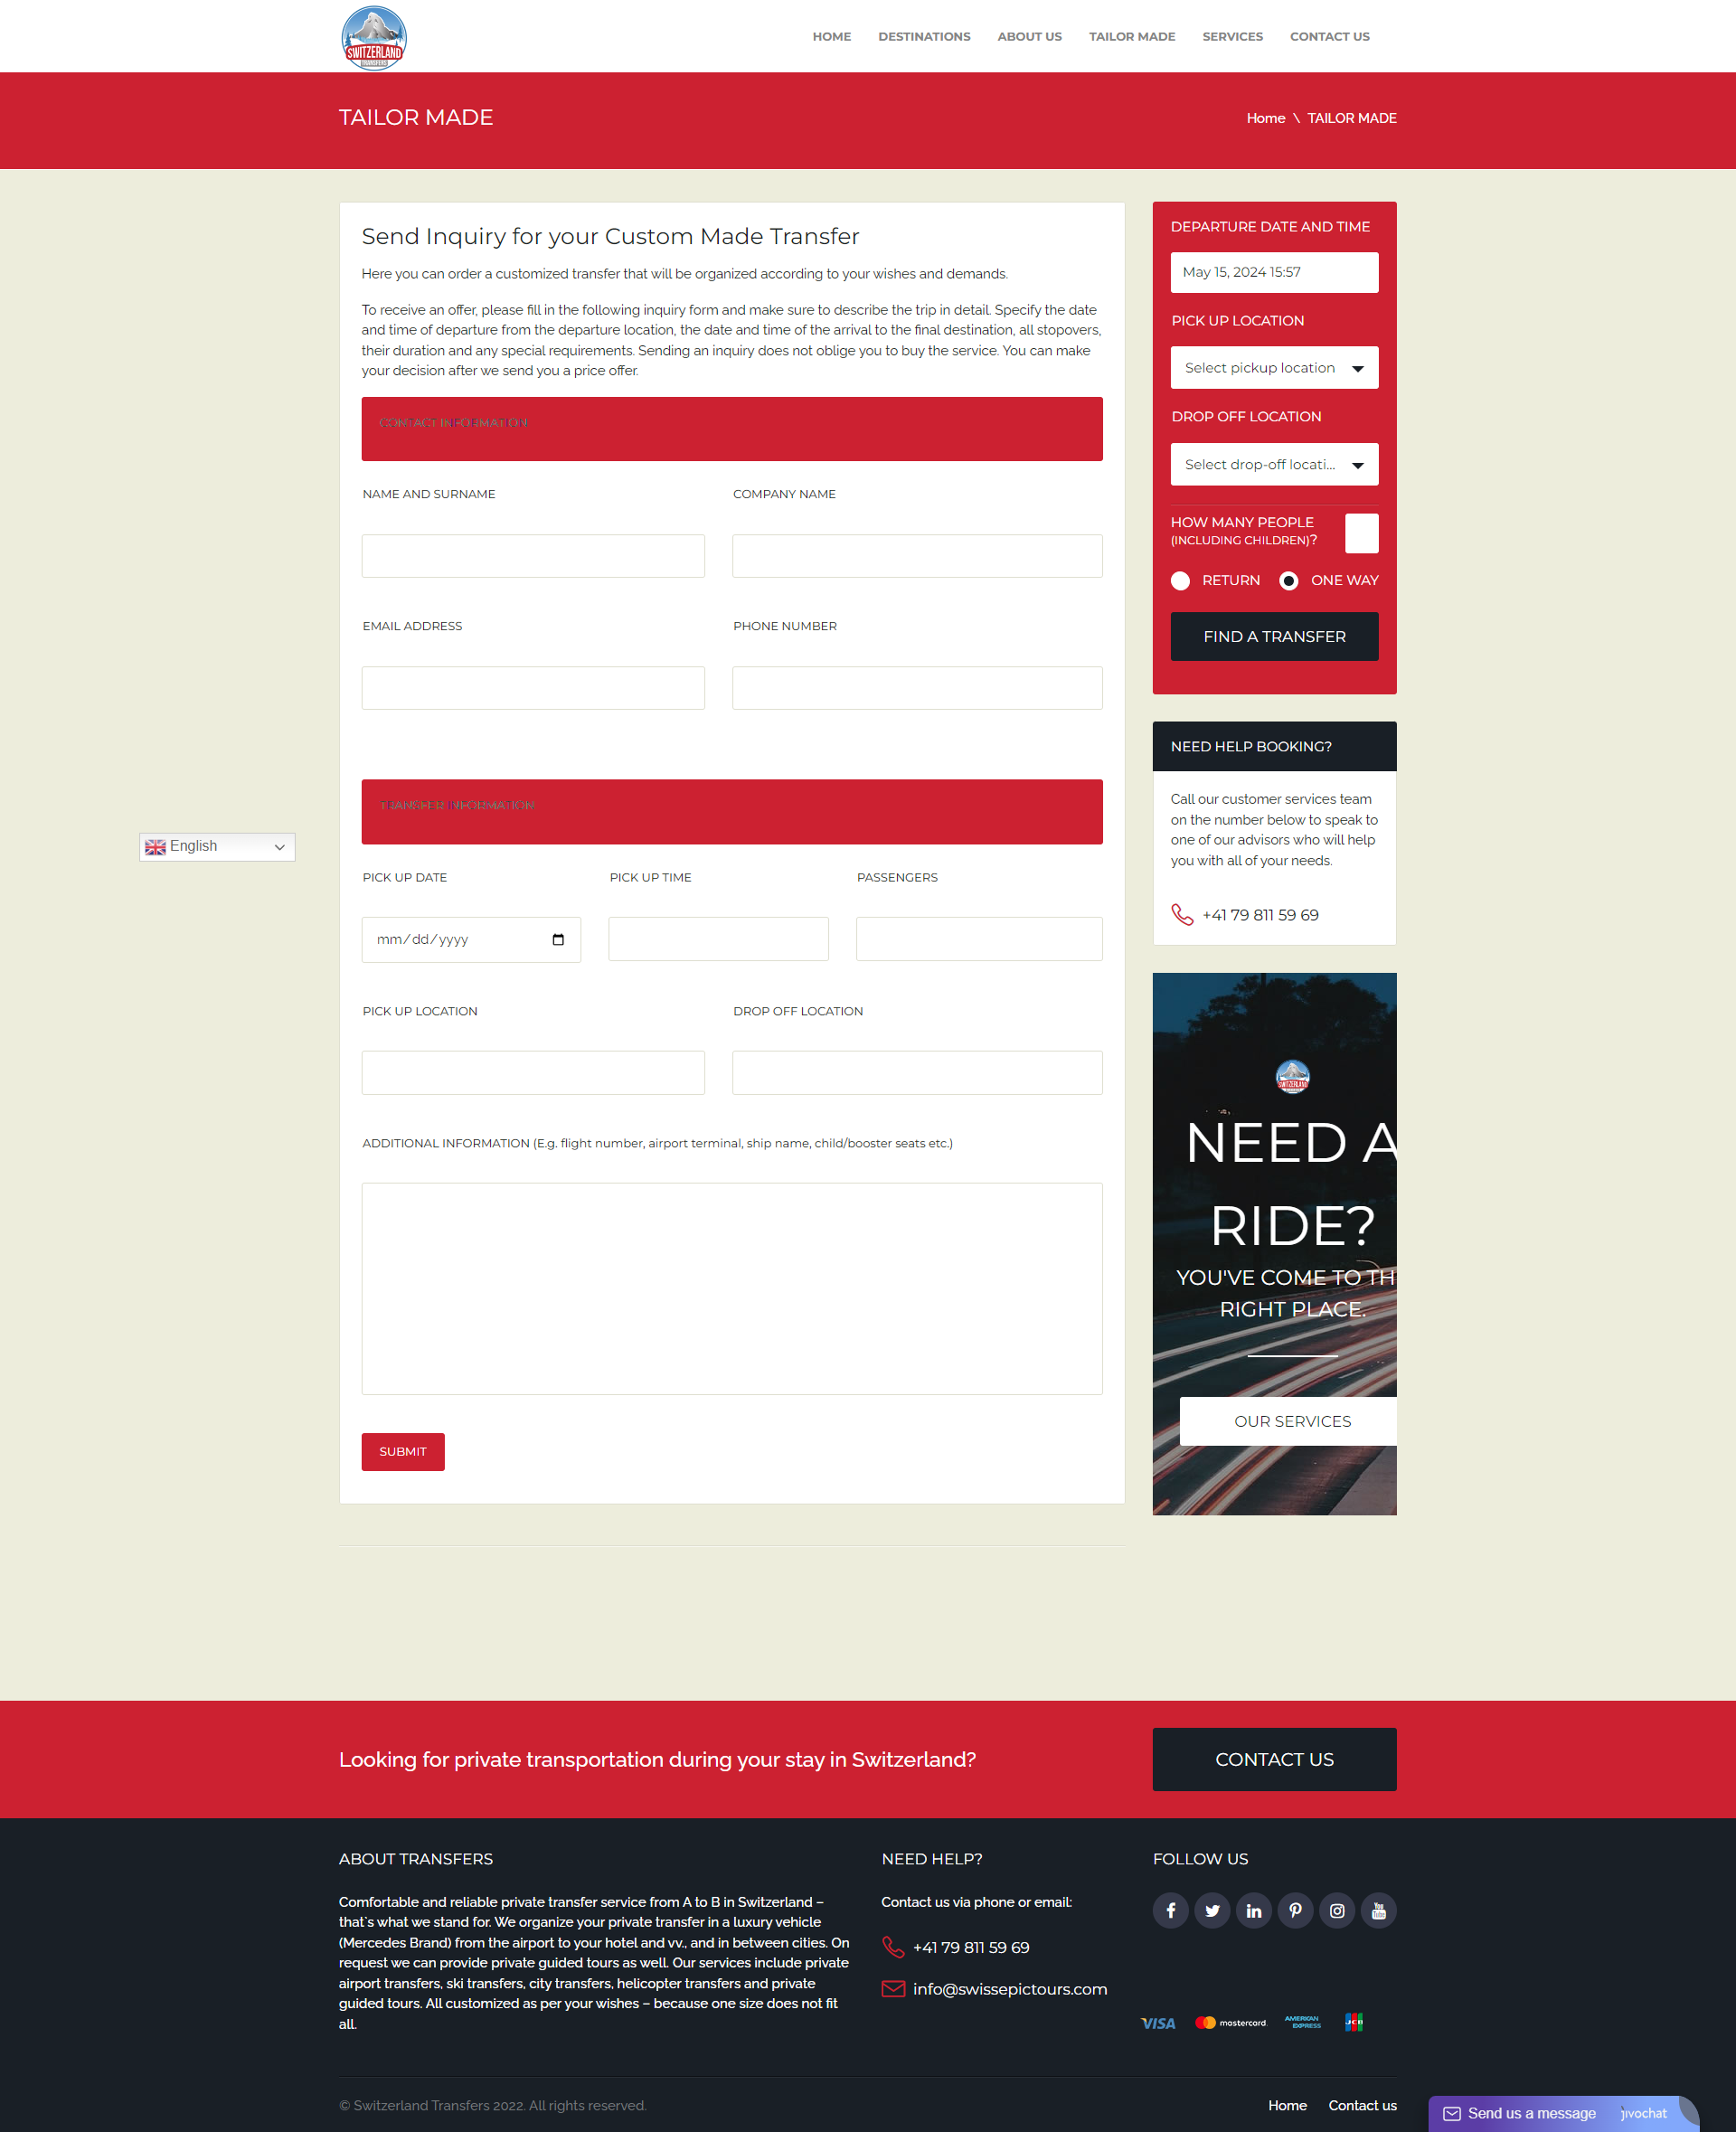 SWITZERLAND
TRANSFERS
HOME
DESTINATIONS
ABOUT US
TAILOR MADE
SERVICES
CONTACT US
TAILOR MADE
Home \ TAILOR MADE
Send Inquiry for your Custom Made Transfer
Here you can order a customized transfer that will be organized according to your wishes and demands.
To receive an offer, please fill in the following inquiry form and make sure to describe the trip in detail. Specify the date
and time of departure from the departure location, the date and time of the arrival to the final destination, all stopovers,
their duration and any special requirements. Sending an inquiry does not oblige you to buy the service. You can make
your decision after we send you a price offer.
CONTACT INFORMATION
NAME AND SURNAME
COMPANY NAME
EMAIL ADDRESS
PHONE NUMBER
TRANSFER INFORMATION
PICK UP DATE
PICK UP TIME
PASSENGERS
mm/dd/yyyy
PICK UP LOCATION
DROP OFF LOCATION
ADDITIONAL INFORMATION (E.g. flight number, airport terminal, ship name, child/booster seats etc.)
SUBMIT
English
DEPARTURE DATE AND TIME
May 15, 2024 15:57
PICK UP LOCATION
Select pickup location
DROP OFF LOCATION
Select drop-off locati...
HOW MANY PEOPLE
(INCLUDING CHILDREN)?
RETURN
ONE WAY
FIND A TRANSFER
NEED HELP BOOKING?
Call our customer services team
on the number below to speak to
one of our advisors who will help
you with all of your needs.
+41 79 811 59 69
SWITZERLAND
NEED A
RIDE?
YOU'VE COME TO TH
RIGHT PLACE.
OUR SERVICES
Looking for private transportation during your stay in Switzerland?
CONTACT US
ABOUT TRANSFERS
Comfortable and reliable private transfer service from A to B in Switzerland –
that`s what we stand for. We organize your private transfer in a luxury vehicle
(Mercedes Brand) from the airport to your hotel and vv., and in between cities. On
request we can provide private guided tours as well. Our services include private
airport transfers, ski transfers, city transfers, helicopter transfers and private
guided tours. All customized as per your wishes – because one size does not fit
all.
NEED HELP?
Contact us via phone or email:
+41 79 811 59 69
info@swissepictours.com
FOLLOW US
You Tube
VISA
mastercard.
AMERICAN
EXPRESS
JCB
© Switzerland Transfers 2022. All rights reserved.
Home
Contact us
Send us a message
jivochat